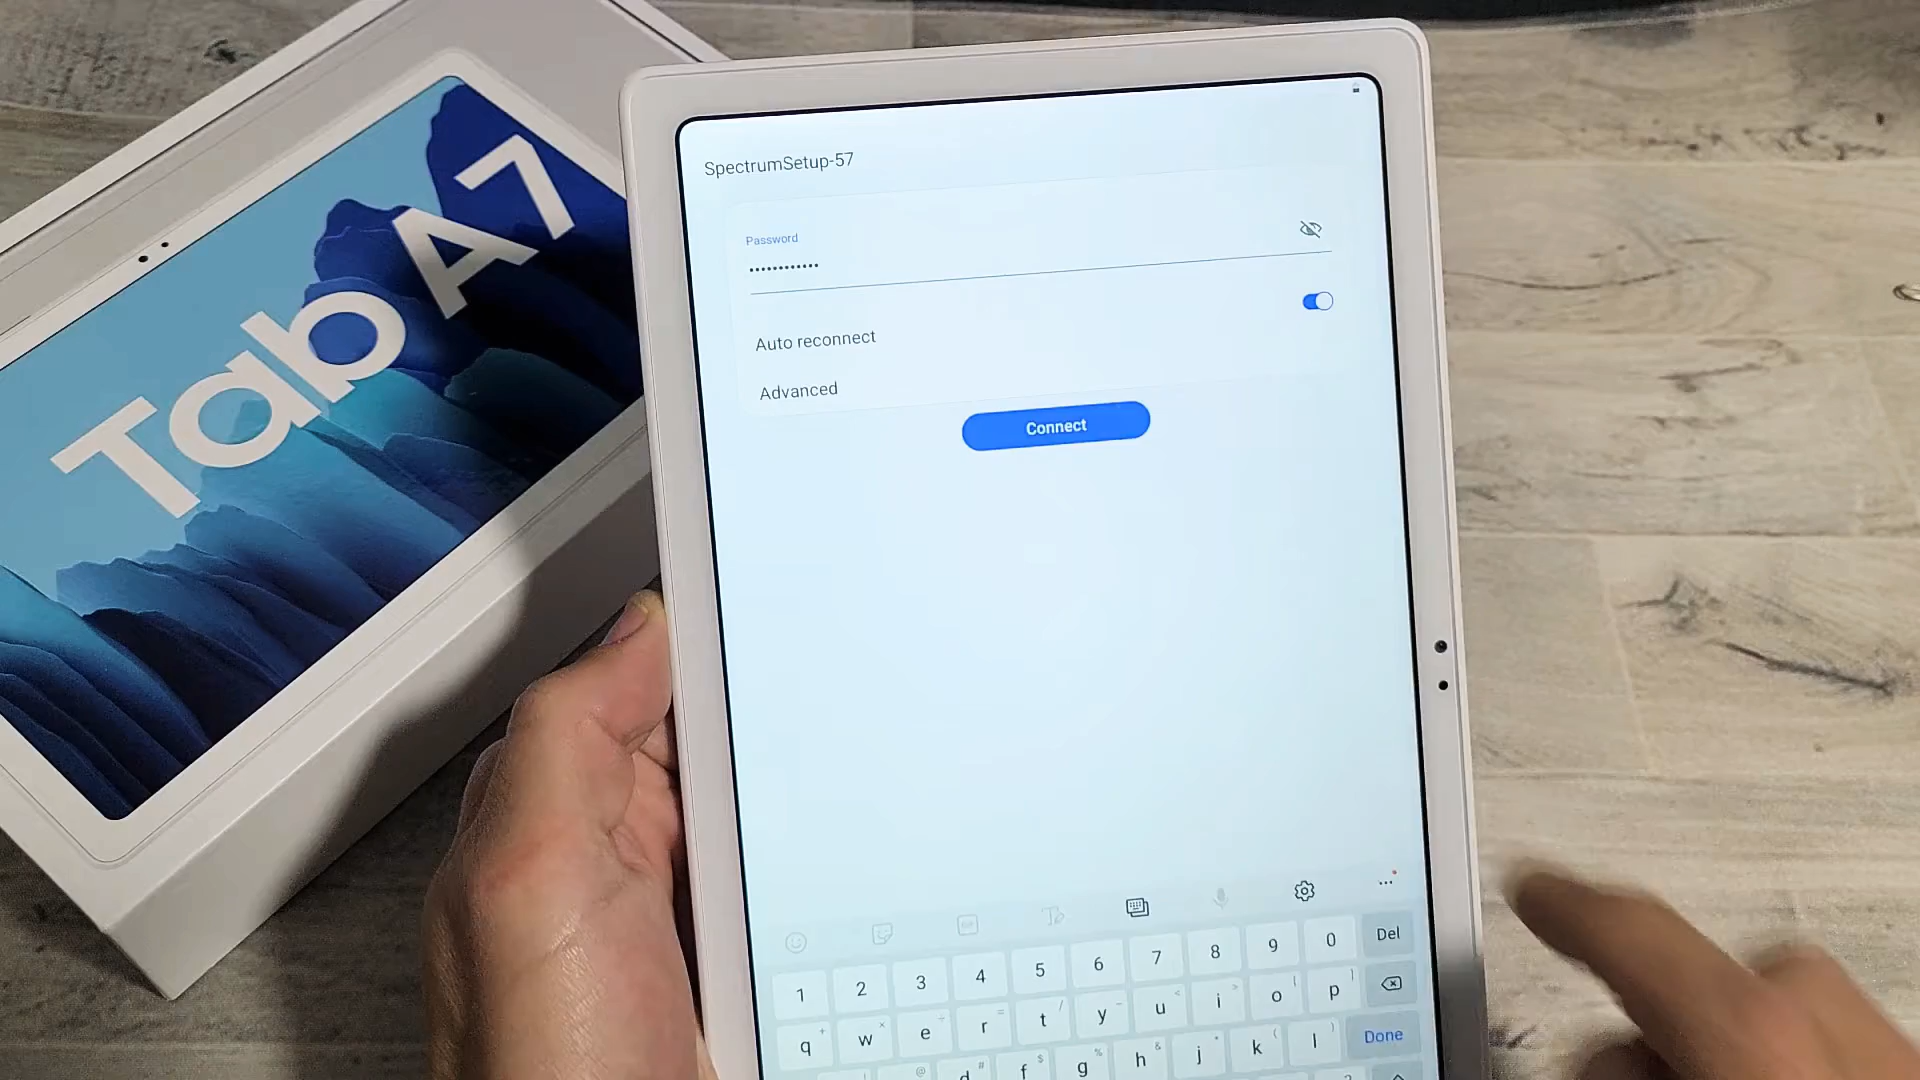 Tab A7
SpectrumSetup-57
Password
••••••••••••
Auto reconnect
Advanced
Connect
1 2 3 4 5 6 7 8 9 0 Del
q w e r t y u i o p
d f g h j k l Done